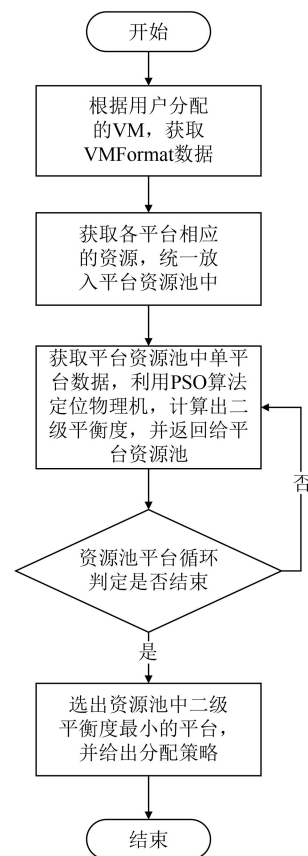 开始
根据用户分配
的VM，获取
VMFormat数据
获取各平台相应
的资源，统一放
入平台资源池中
获取平台资源池中单平
台数据，利用PSO算法
定位物理机，计算出二
级平衡度，并返回给平
台资源池
否
资源池平台循环
判定是否结束
是
选出资源池中二级
平衡度最小的平台，
并给出分配策略
结束